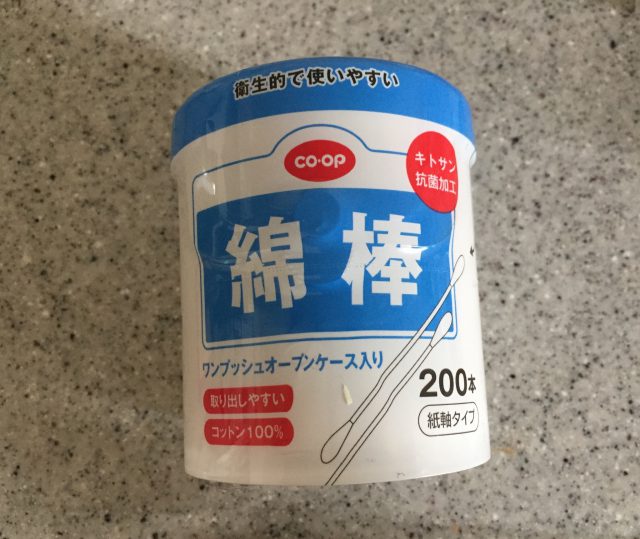 衛生的で使いやすい
CO·OP
キトサン
抗菌加工
綿棒
ワンプッシュオープンケース入り
取り出しやすい
コットン100%
200本
紙軸タイプ